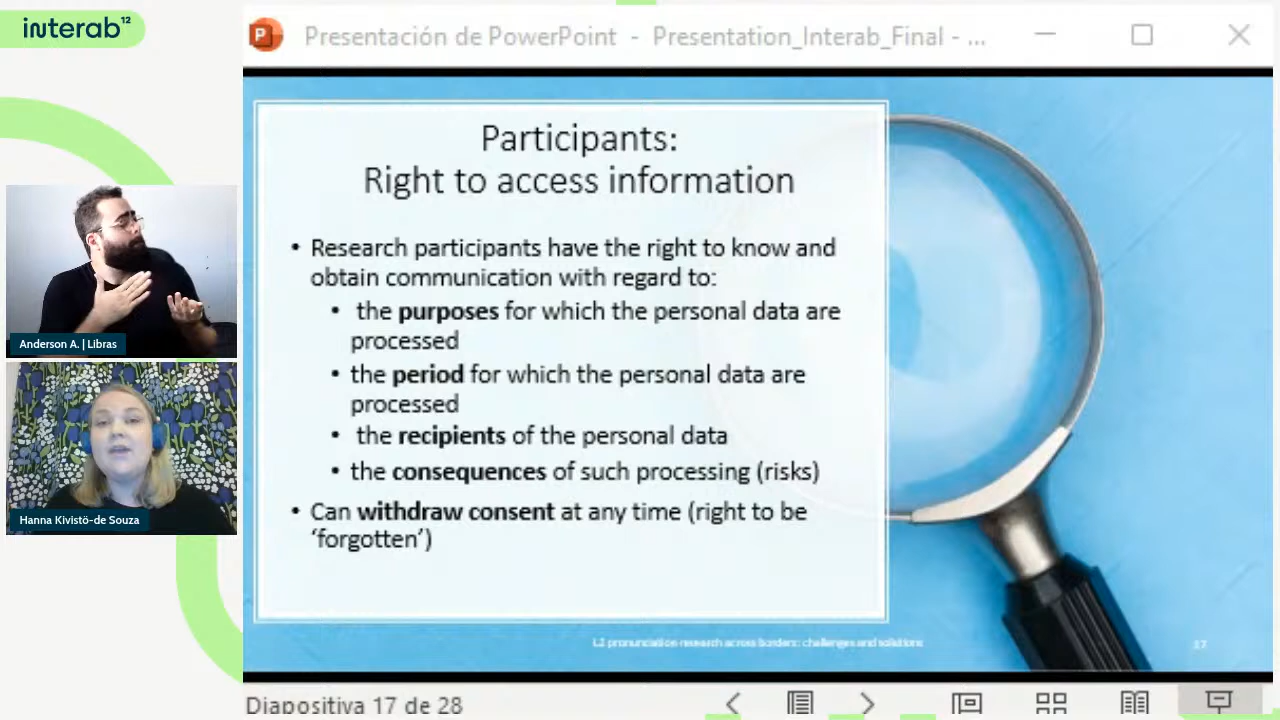 interab¹²
Presentación de PowerPoint - Presentation_Interab_Final - ...
Participants:
Right to access information
• Research participants have the right to know and
obtain communication with regard to:
• the purposes for which the personal data are
processed
• the period for which the personal data are
processed
• the recipients of the personal data
• the consequences of such processing (risks)
• Can withdraw consent at any time (right to be
‘forgotten’)
L2 pronunciation research across borders: challenges and solutions
17
Anderson A. | Libras
Hanna Kivistö-de Souza
Diapositiva 17 de 28